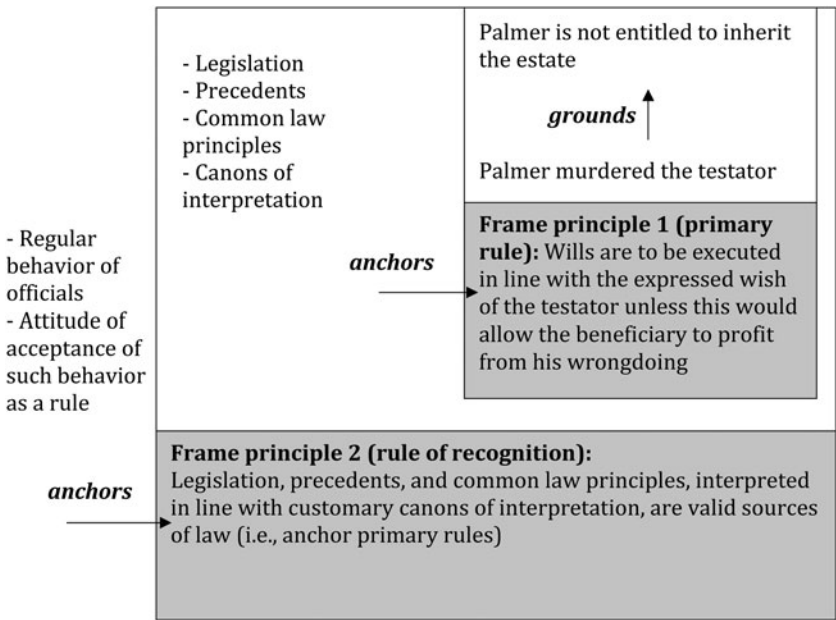 - Regular
behavior of
officials
- Attitude of
acceptance of
such behavior
as a rule
anchors
- Legislation
- Precedents
- Common law
principles
- Canons of
interpretation
anchors
Palmer is not entitled to inherit
the estate
grounds
Palmer murdered the testator
Frame principle 1 (primary
rule): Wills are to be executed
in line with the expressed wish
of the testator unless this would
allow the beneficiary to profit
from his wrongdoing
Frame principle 2 (rule of recognition):
Legislation, precedents, and common law principles, interpreted
in line with customary canons of interpretation, are valid sources
of law (i.e., anchor primary rules)